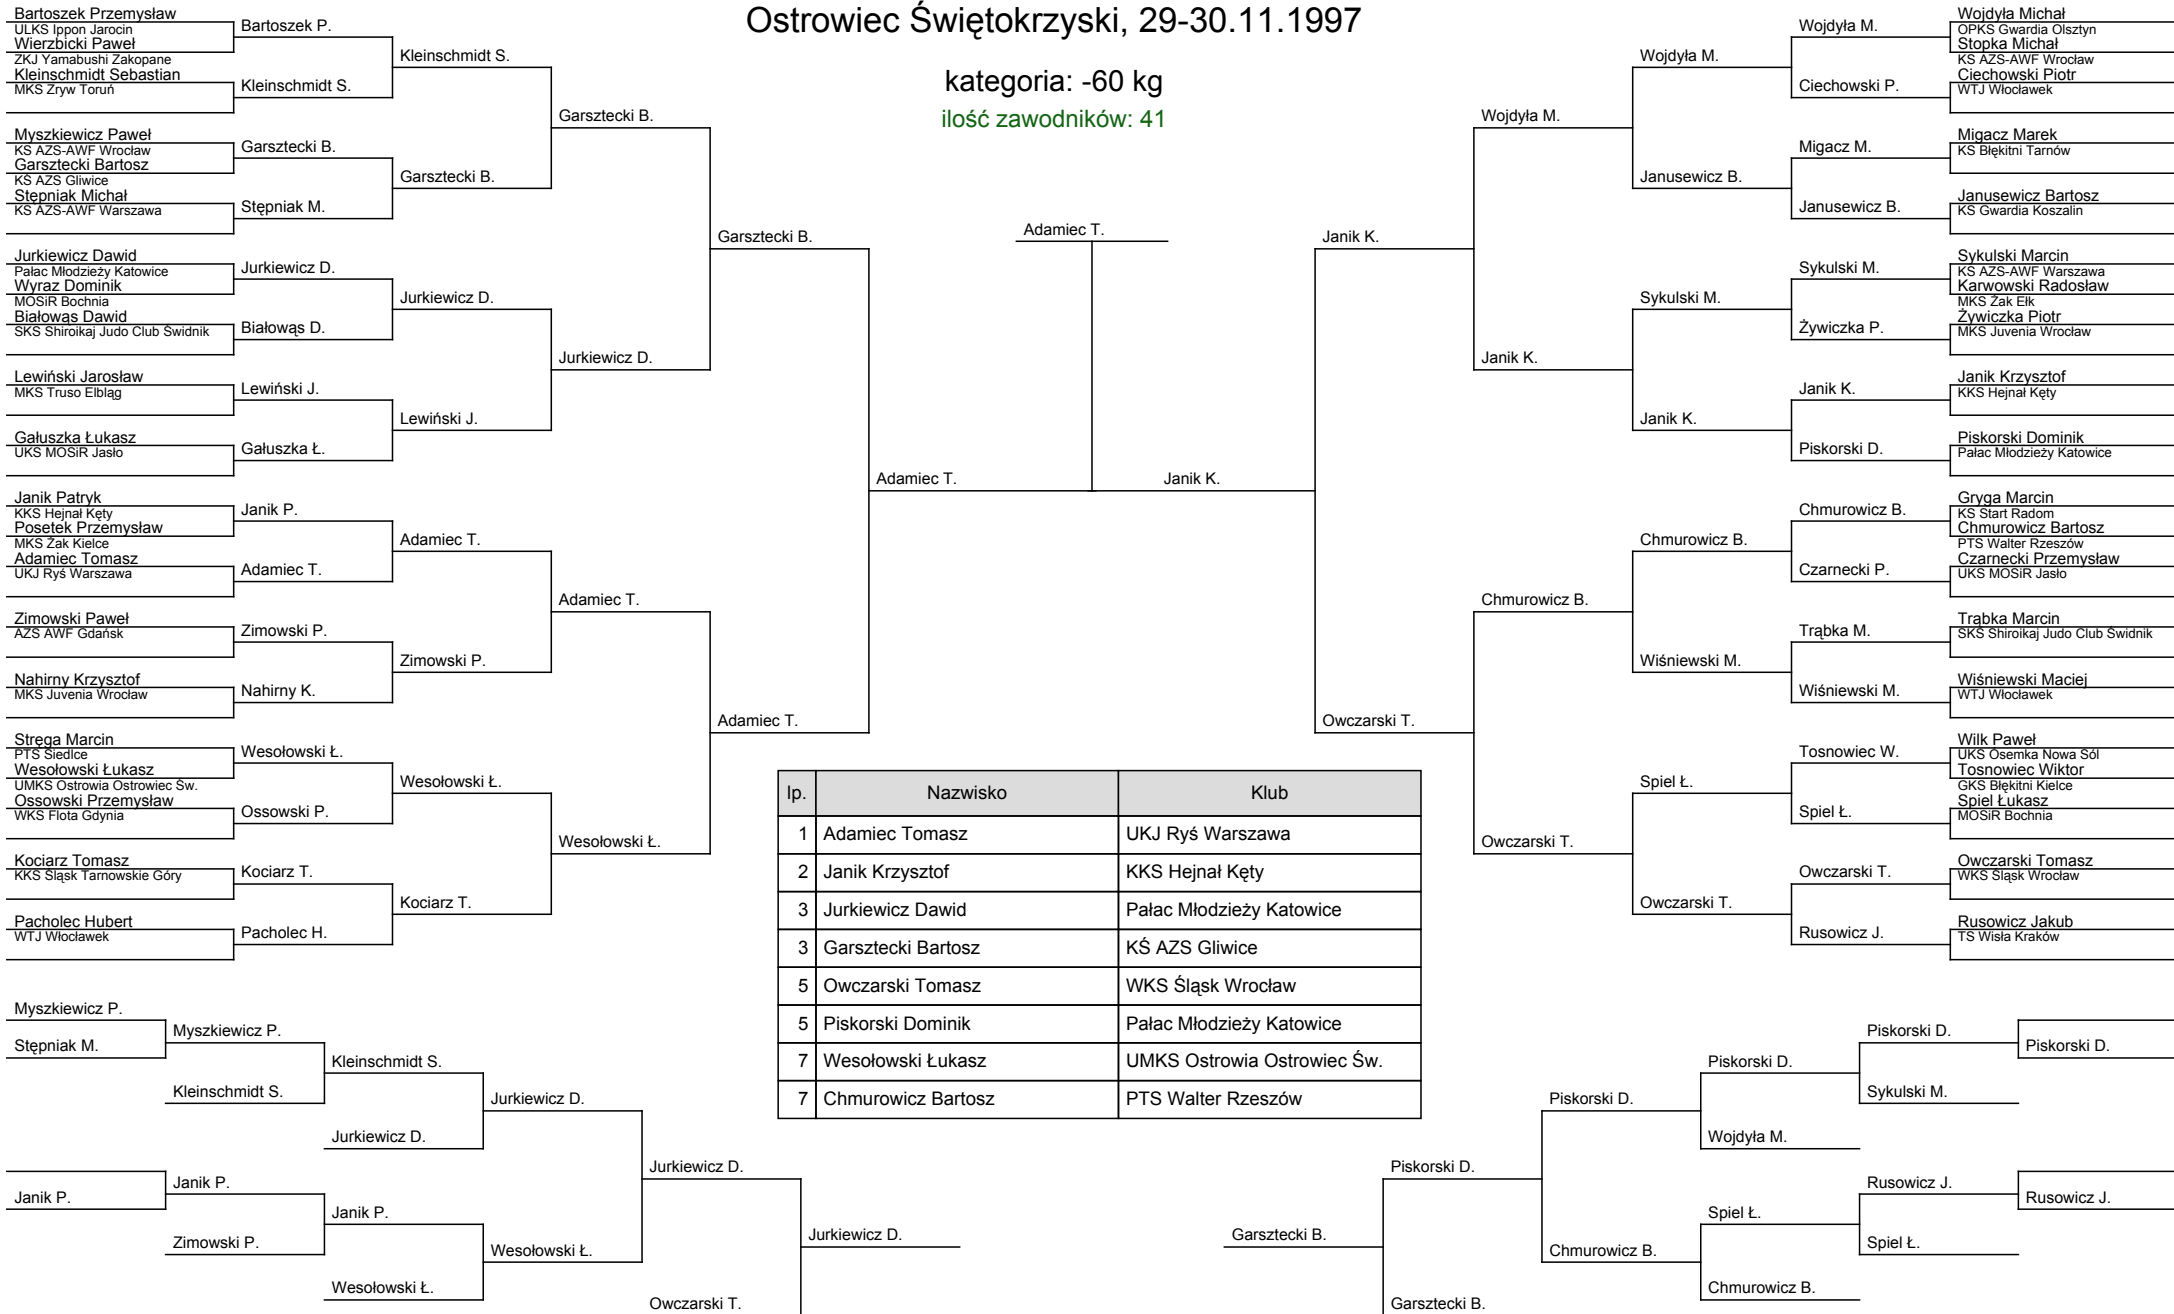 Ostrowiec Świętokrzyski, 29-30.11.1997
kategoria: -60 kg
ilość zawodników: 41
Bartoszek Przemysław
ULKS Ippon Jarocin
Wierzbicki Paweł
ZKJ Yamabushi Zakopane
Kleinschmidt Sebastian
MKS Zryw Toruń
Myszkiewicz Paweł
KS AZS-AWF Wrocław
Garsztecki Bartosz
KŚ AZS Gliwice
Stępniak Michał
KS AZS-AWF Warszawa
Jurkiewicz Dawid
Pałac Młodzieży Katowice
Wyraz Dominik
MOSiR Bochnia
Białowąs Dawid
SKS Shiroikaj Judo Club Świdnik
Lewiński Jarosław
MKS Truso Elbląg
Gałuszka Łukasz
UKS MOSiR Jasło
Janik Patryk
KKS Hejnał Kęty
Posetek Przemysław
MKS Żak Kielce
Adamiec Tomasz
UKJ Ryś Warszawa
Zimowski Paweł
AZS AWF Gdańsk
Nahirny Krzysztof
MKS Juvenia Wrocław
Stręga Marcin
PTS Siedlce
Wesołowski Łukasz
UMKS Ostrowia Ostrowiec Św.
Ossowski Przemysław
WKS Flota Gdynia
Kociarz Tomasz
KKS Śląsk Tarnowskie Góry
Pacholec Hubert
WTJ Włocławek
Bartoszek P.
Kleinschmidt S.
Garsztecki B.
Stępniak M.
Jurkiewicz D.
Białowąs D.
Lewiński J.
Gałuszka Ł.
Janik P.
Adamiec T.
Zimowski P.
Nahirny K.
Wesołowski Ł.
Ossowski P.
Kociarz T.
Pacholec H.
Kleinschmidt S.
Garsztecki B.
Jurkiewicz D.
Lewiński J.
Adamiec T.
Zimowski P.
Wesołowski Ł.
Kociarz T.
Garsztecki B.
Jurkiewicz D.
Adamiec T.
Wesołowski Ł.
Garsztecki B.
Adamiec T.
Adamiec T.
Adamiec T.
Janik K.
Janik K.
Owczarski T.
Wojdyła M.
Janik K.
Chmurowicz B.
Owczarski T.
Wojdyła M.
Janusewicz B.
Sykulski M.
Janik K.
Chmurowicz B.
Wiśniewski M.
Spiel Ł.
Owczarski T.
Wojdyła M.
Ciechowski P.
Migacz M.
Janusewicz B.
Sykulski M.
Żywiczka P.
Janik K.
Piskorski D.
Chmurowicz B.
Czarnecki P.
Trąbka M.
Wiśniewski M.
Tosnowiec W.
Spiel Ł.
Owczarski T.
Rusowicz J.
Wojdyła Michał
OPKS Gwardia Olsztyn
Stopka Michał
KS AZS-AWF Wrocław
Ciechowski Piotr
WTJ Włocławek
Migacz Marek
KS Błękitni Tarnów
Janusewicz Bartosz
KS Gwardia Koszalin
Sykulski Marcin
KS AZS-AWF Warszawa
Karwowski Radosław
MKS Żak Ełk
Żywiczka Piotr
MKS Juvenia Wrocław
Janik Krzysztof
KKS Hejnał Kęty
Piskorski Dominik
Pałac Młodzieży Katowice
Gryga Marcin
KS Start Radom
Chmurowicz Bartosz
PTS Walter Rzeszów
Czarnecki Przemysław
UKS MOSiR Jasło
Trąbka Marcin
SKS Shiroikaj Judo Club Świdnik
Wiśniewski Maciej
WTJ Włocławek
Wilk Paweł
UKS Ósemka Nowa Sól
Tosnowiec Wiktor
GKS Błękitni Kielce
Spiel Łukasz
MOSiR Bochnia
Owczarski Tomasz
WKS Śląsk Wrocław
Rusowicz Jakub
TS Wisła Kraków
lp. Nazwisko Klub
1 Adamiec Tomasz UKJ Ryś Warszawa
2 Janik Krzysztof KKS Hejnał Kęty
3 Jurkiewicz Dawid Pałac Młodzieży Katowice
3 Garsztecki Bartosz KŚ AZS Gliwice
5 Owczarski Tomasz WKS Śląsk Wrocław
5 Piskorski Dominik Pałac Młodzieży Katowice
7 Wesołowski Łukasz UMKS Ostrowia Ostrowiec Św.
7 Chmurowicz Bartosz PTS Walter Rzeszów
Myszkiewicz P.
Stępniak M.
Janik P.
Myszkiewicz P.
Kleinschmidt S.
Janik P.
Zimowski P.
Kleinschmidt S.
Jurkiewicz D.
Janik P.
Wesołowski Ł.
Jurkiewicz D.
Wesołowski Ł.
Jurkiewicz D.
Owczarski T.
Jurkiewicz D.
Garsztecki B.
Piskorski D.
Garsztecki B.
Piskorski D.
Chmurowicz B.
Piskorski D.
Wojdyła M.
Spiel Ł.
Chmurowicz B.
Piskorski D.
Sykulski M.
Rusowicz J.
Spiel Ł.
Piskorski D.
Rusowicz J.